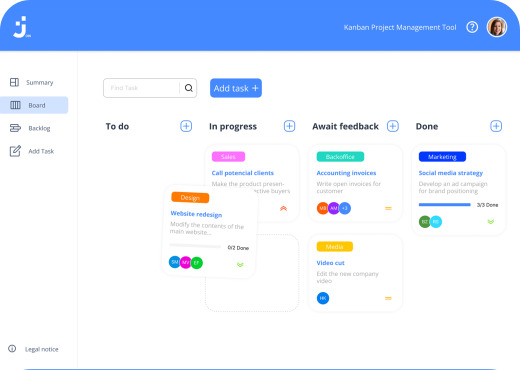 Kanban Project Management Tool
Find Task
Add task +
Summary
Board
Backlog
Add Task
Legal notice
To do
In progress
Await feedback
Done
Design
Website redesign
Modify the contents of the
main website...
0/2 Done
SM MV EF
Sales
Call potencial clients
Make the product presen-
ective buyers
Backoffice
Accounting invoices
Write open invoices for
customer
MB AM +3
Media
Video cut
Edit the new company
video
HK
Marketing
Social media strategy
Develop an ad campaign
for brand positioning
3/3 Done
BZ RE